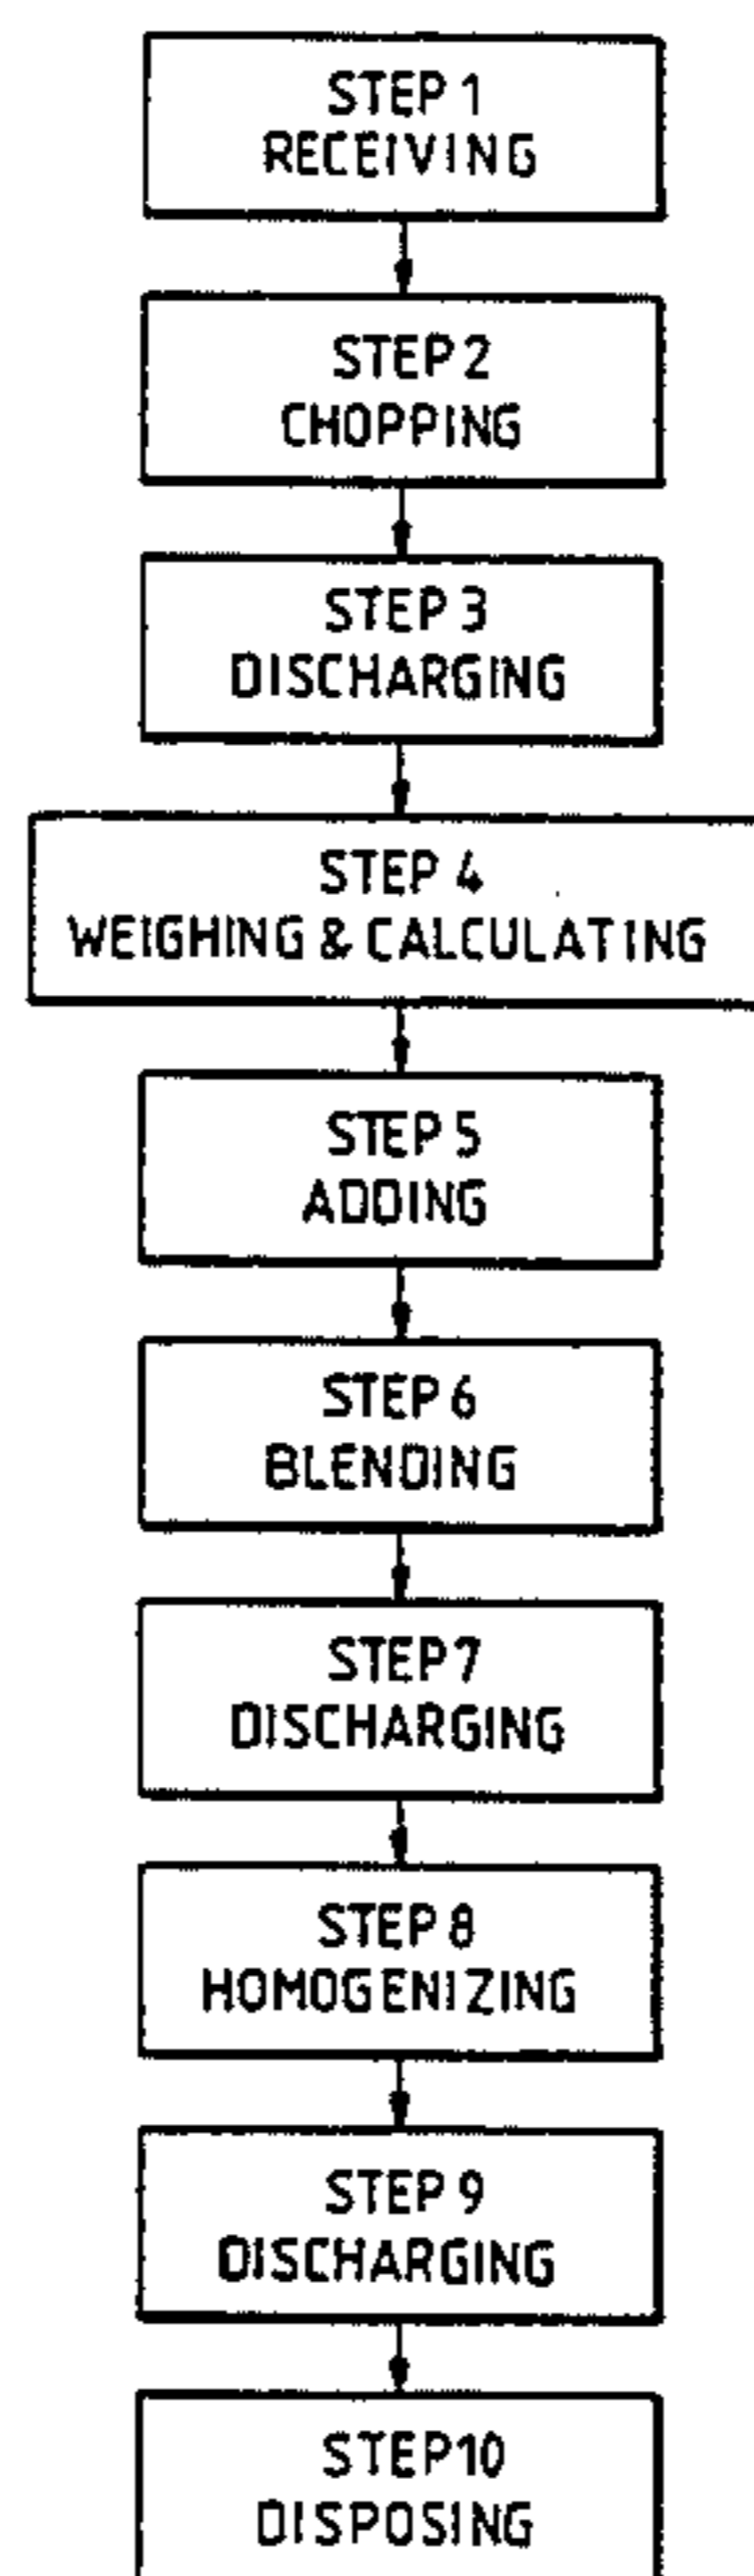 STEP 1
RECEIVING
STEP 2
CHOPPING
STEP 3
DISCHARGING
STEP 4
WEIGHING & CALCULATING
STEP 5
ADDING
STEP 6
BLENDING
STEP 7
DISCHARGING
STEP 8
HOMOGENIZING
STEP 9
DISCHARGING
STEP 10
DISPOSING